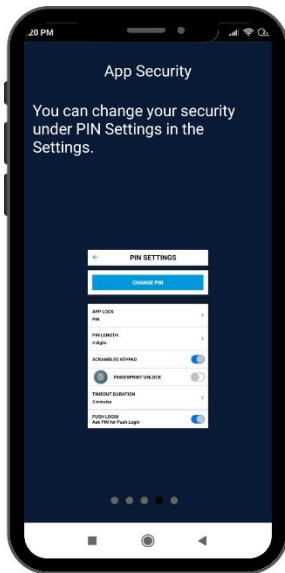 :20 PM
App Security
You can change your security
under PIN Settings in the
Settings.
PIN SETTINGS
CHANGE PIN
APP LOCK
PIN
PIN LENGTH
4 digits
SCRAMBLED KEYPAD
FINGERPRINT UNLOCK
TIMEOUT DURATION
3 minutes
PUSH LOGIN
Ask PIN for Push Login